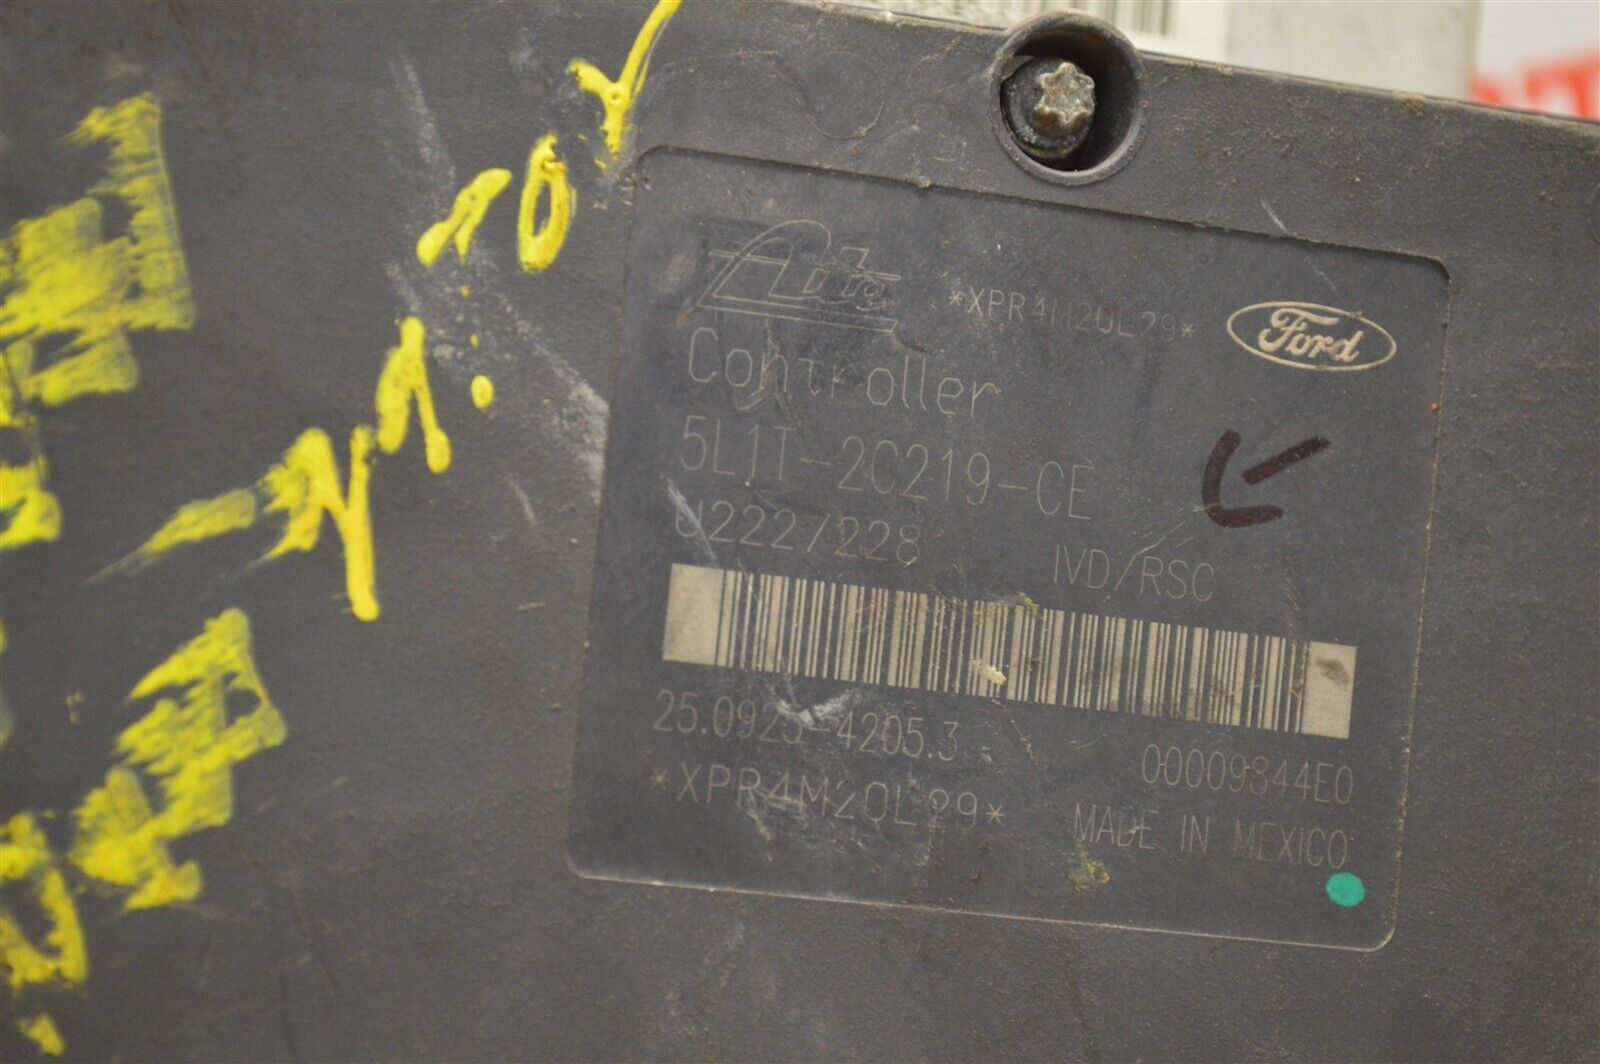 Ate
*XPR4M20L29*
Ford
Controller
5L1T-2C219-CE
U222/228
IVD/RSC
25.0925-4205.3
00009844E0
*XPR4M20L29*
MADE IN MEXICO